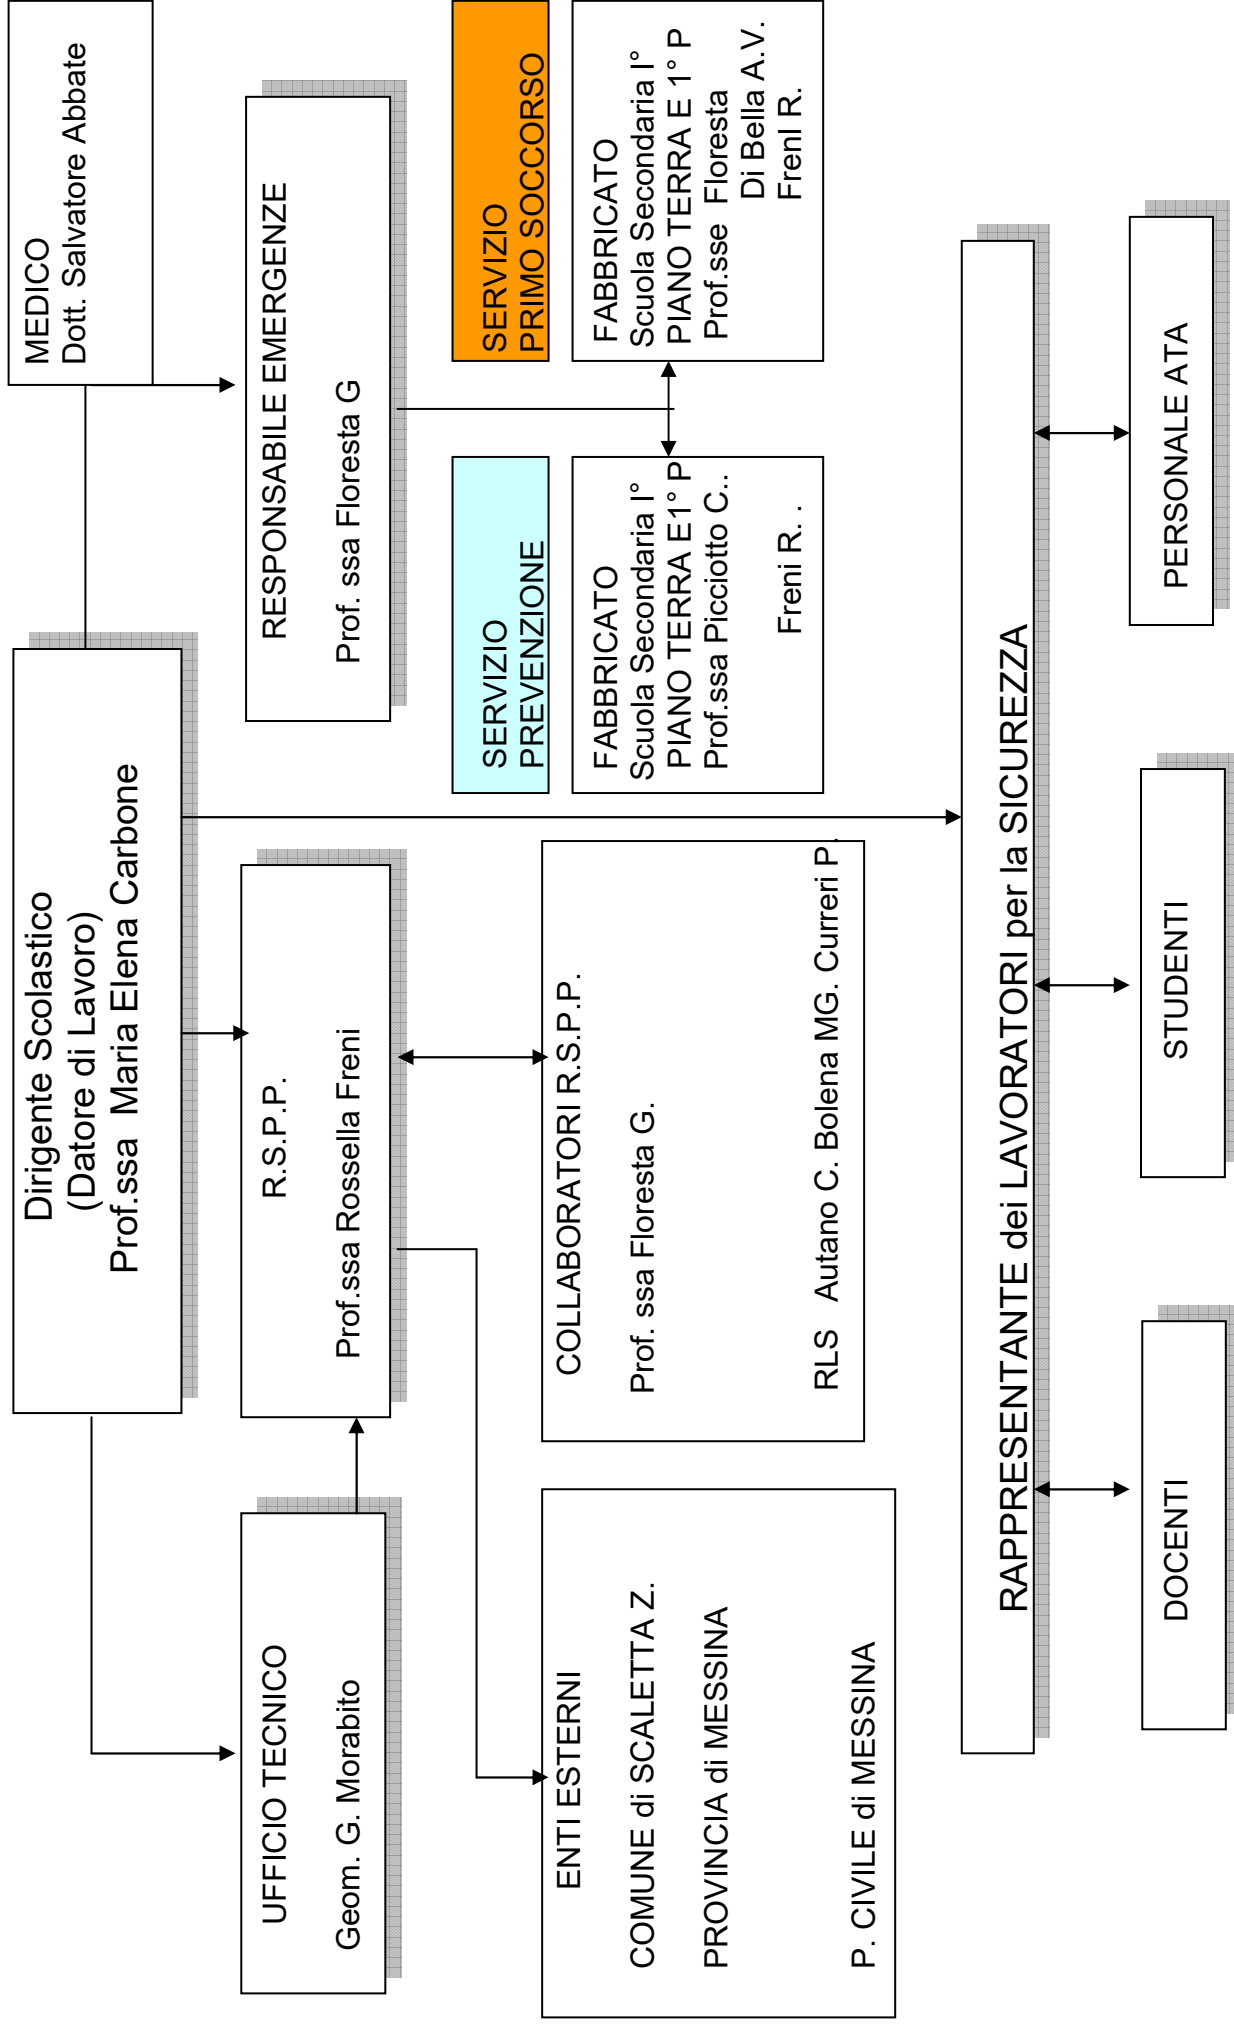 Dirigente Scolastico
(Datore di Lavoro)
Prof.ssa Maria Elena Carbone
MEDICO
Dott. Salvatore Abbate
UFFICIO TECNICO
Geom. G. Morabito
R.S.P.P.
Prof.ssa Rossella Freni
RESPONSABILE EMERGENZE
Prof. ssa Floresta G
SERVIZIO
PREVENZIONE
SERVIZIO
PRIMO SOCCORSO
ENTI ESTERNI
COMUNE di SCALETTA Z.
PROVINCIA di MESSINA
P. CIVILE di MESSINA
COLLABORATORI R.S.P.P.
Prof. ssa Floresta G.
RLS Autano C. Bolena MG. Curreri P.
FABBRICATO
Scuola Secondaria I°
PIANO TERRA E1° P
Prof.ssa Picciotto C..
Freni R. .
FABBRICATO
Scuola Secondaria I°
PIANO TERRA E 1° P
Prof.sse Floresta
Di Bella A.V.
FrenI R.
RAPPRESENTANTE dei LAVORATORI per la SICUREZZA
DOCENTI
STUDENTI
PERSONALE ATA